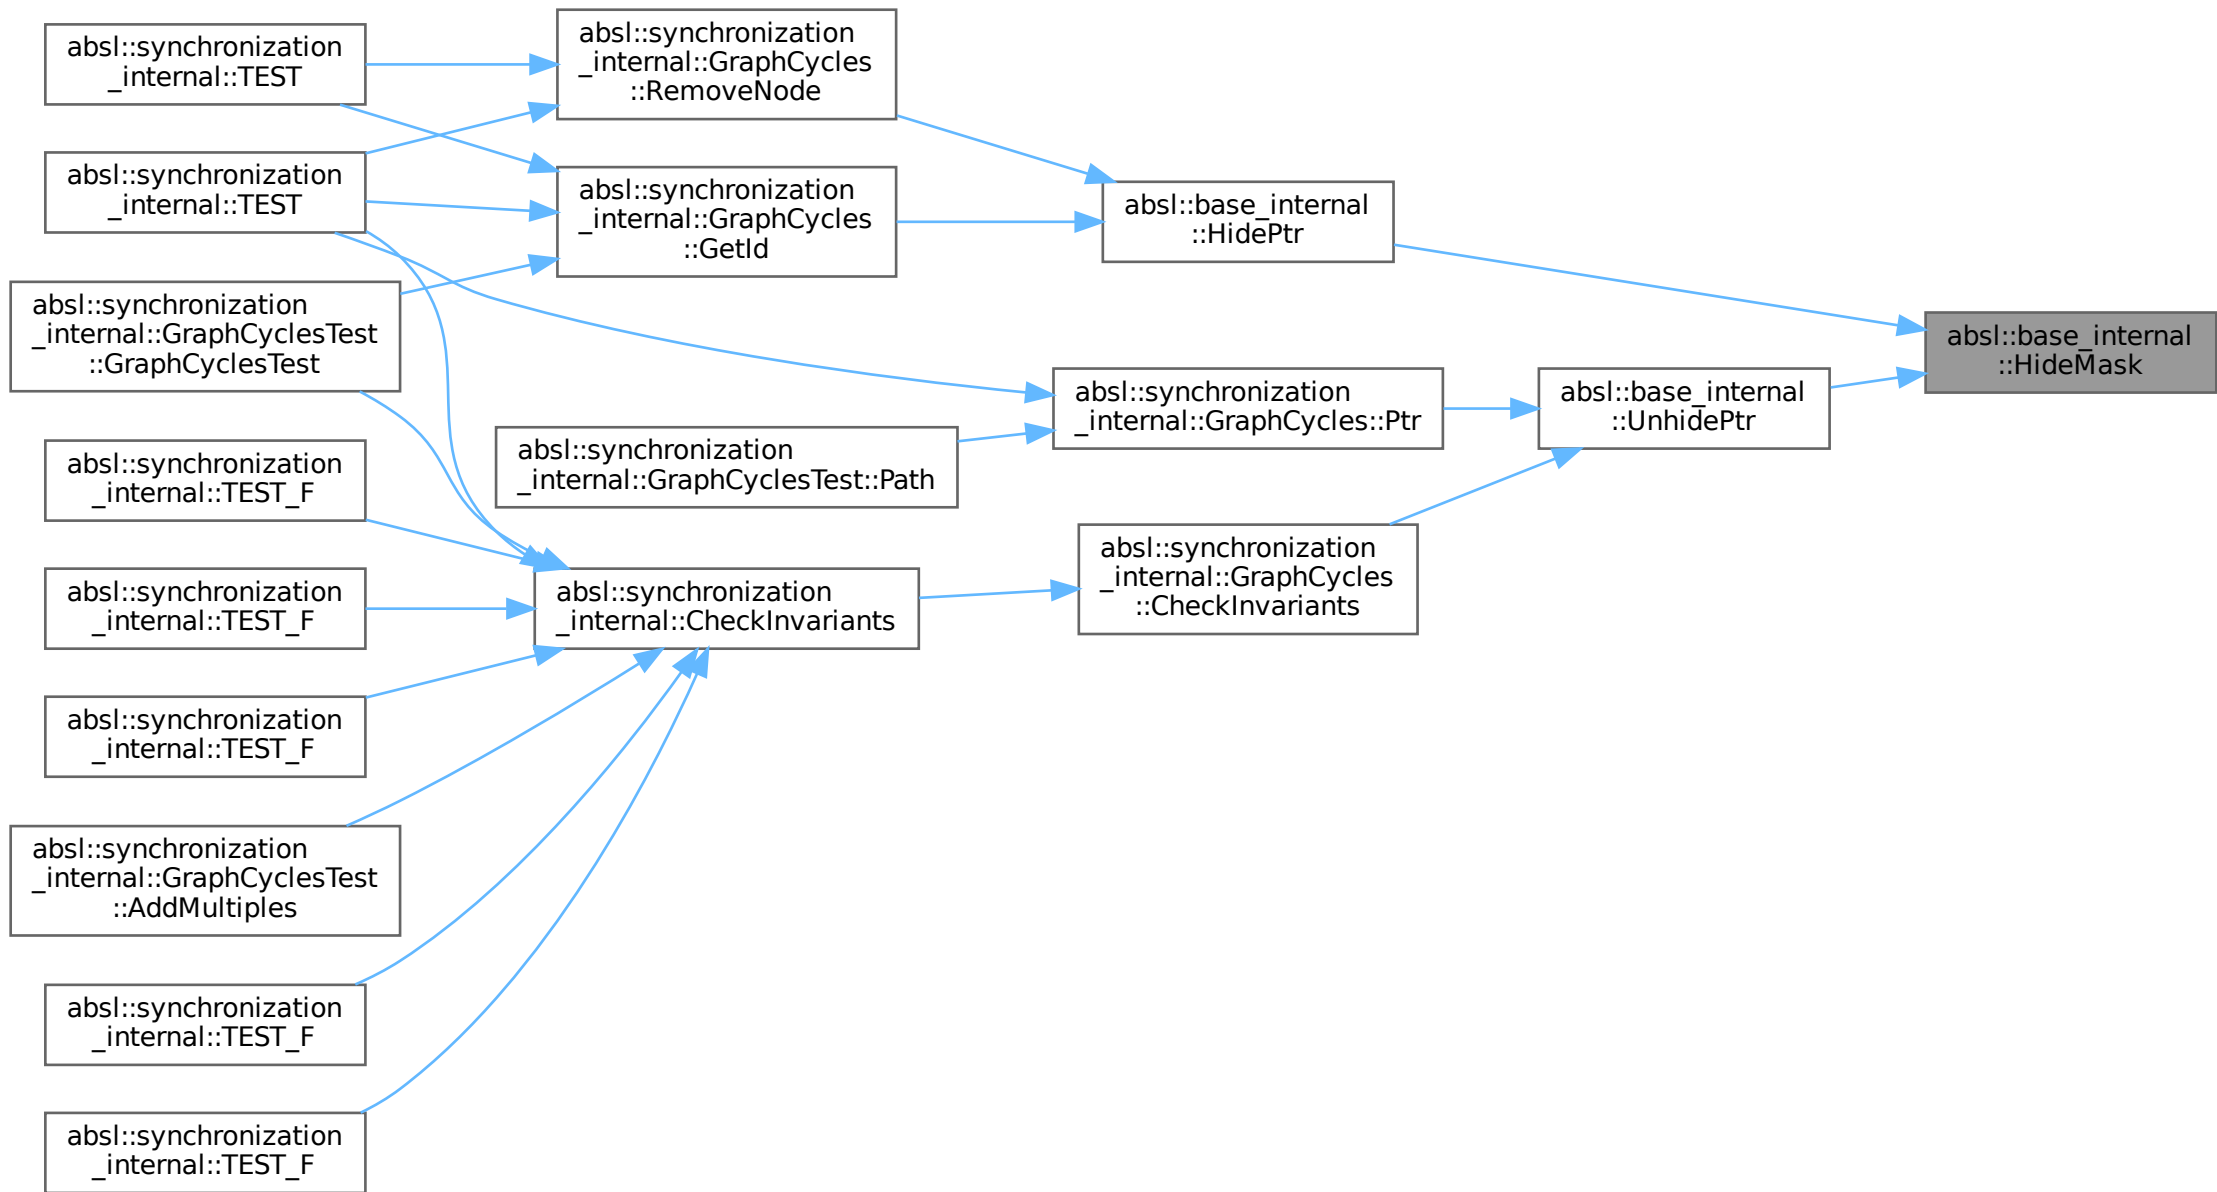 absl::synchronization
_internal::TEST
absl::synchronization
_internal::TEST
absl::synchronization
_internal::GraphCyclesTest
::GraphCyclesTest
absl::synchronization
_internal::TEST_F
absl::synchronization
_internal::TEST_F
absl::synchronization
_internal::TEST_F
absl::synchronization
_internal::GraphCyclesTest
::AddMultiples
absl::synchronization
_internal::TEST_F
absl::synchronization
_internal::TEST_F
absl::synchronization
_internal::GraphCycles
::RemoveNode
absl::synchronization
_internal::GraphCycles
::GetId
absl::synchronization
_internal::GraphCyclesTest::Path
absl::synchronization
_internal::CheckInvariants
absl::base_internal
::HidePtr
absl::synchronization
_internal::GraphCycles::Ptr
absl::synchronization
_internal::GraphCycles
::CheckInvariants
absl::base_internal
::UnhidePtr
absl::base_internal
::HideMask